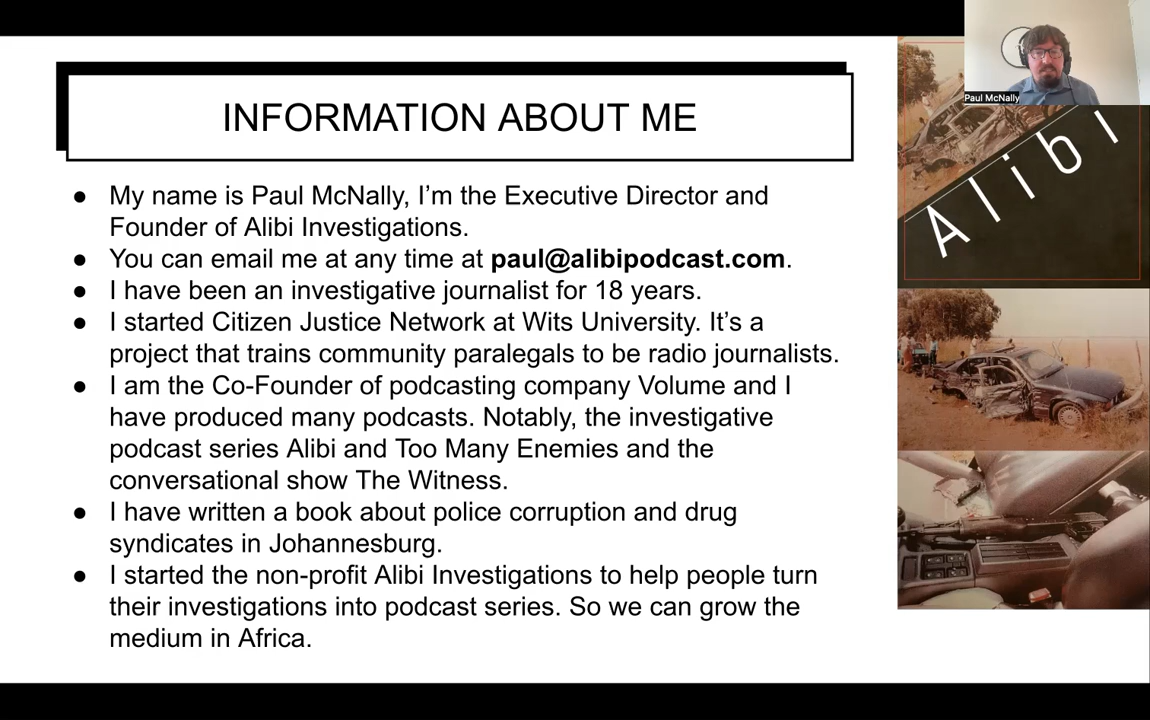 Paul McNally
INFORMATION ABOUT ME
● My name is Paul McNally, I’m the Executive Director and
Founder of Alibi Investigations.
● You can email me at any time at paul@alibipodcast.com.
● I have been an investigative journalist for 18 years.
● I started Citizen Justice Network at Wits University. It’s a
project that trains community paralegals to be radio journalists.
● I am the Co-Founder of podcasting company Volume and I
have produced many podcasts. Notably, the investigative
podcast series Alibi and Too Many Enemies and the
conversational show The Witness.
● I have written a book about police corruption and drug
syndicates in Johannesburg.
● I started the non-profit Alibi Investigations to help people turn
their investigations into podcast series. So we can grow the
medium in Africa.
Alibi